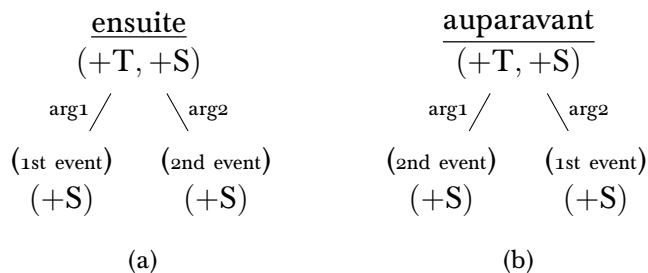 ensuite auparavant
(+T, +S) (+T, +S)
arg1 arg2 arg1 arg2
(1st event) (2nd event) (2nd event) (1st event)
(+S) (+S) (+S) (+S)
(a) (b)